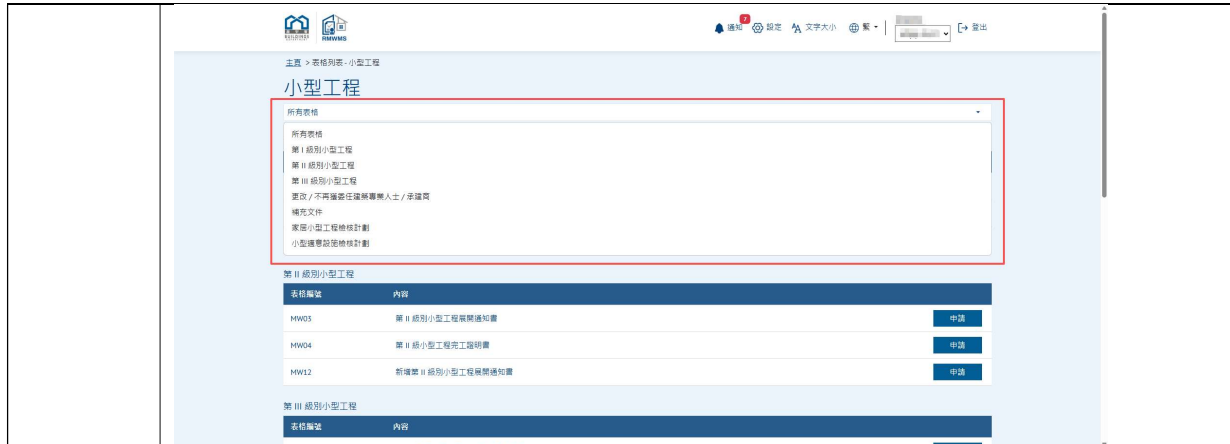 BUILDINGS
RMWMS
通知 7 設定 文字大小 繁 登出
主頁 > 表格列表 - 小型工程
小型工程
所有表格
所有表格
第 I 級別小型工程
第 II 級別小型工程
第 III 級別小型工程
更改 / 不再獲委任建築專業人士 / 承建商
補充文件
家居小型工程檢核計劃
小型適意設施檢核計劃
第 II 級別小型工程
表格編號 內容
MW03 第 II 級別小型工程展開通知書 申請
MW04 第 II 級小型工程完工證明書 申請
MW12 新增第 II 級別小型工程展開通知書 申請
第 III 級別小型工程
表格編號 內容